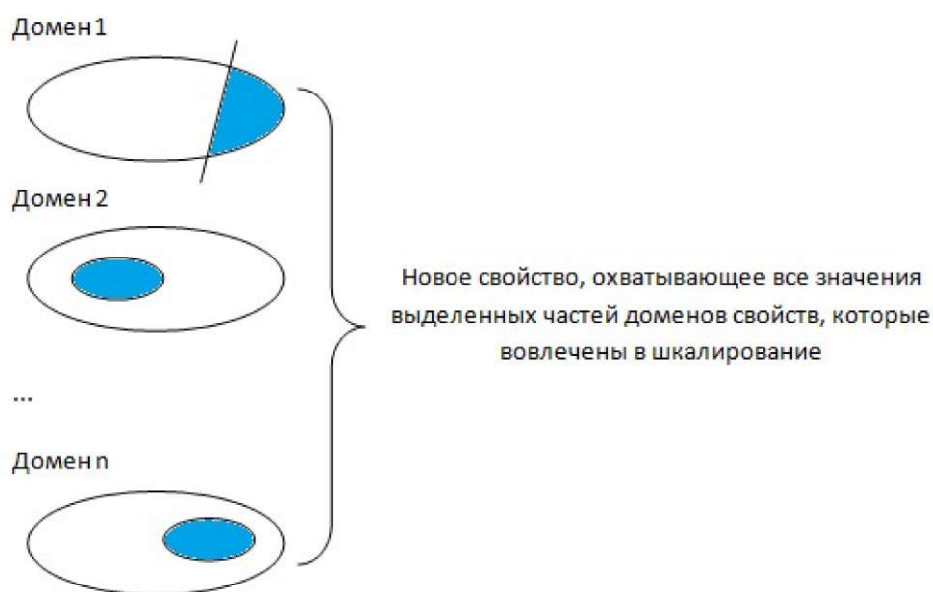 Домен 1
Домен 2
Новое свойство, охватывающее все значения
выделенных частей доменов свойств, которые
вовлечены в шкалирование
...
Домен n